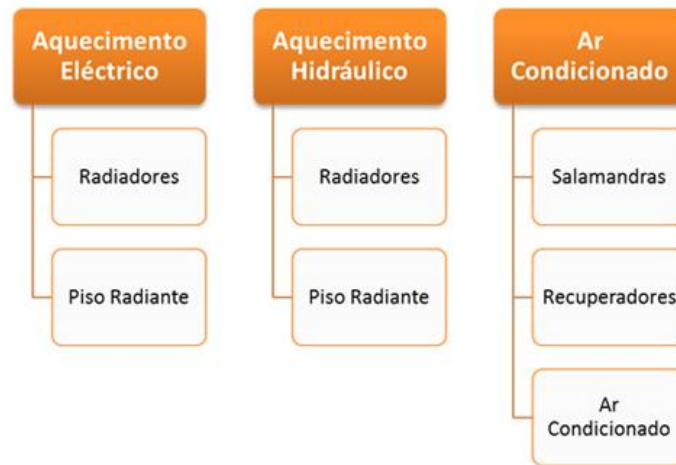 Aquecimento
Eléctrico
Radiadores
Piso Radiante
Aquecimento
Hidráulico
Radiadores
Piso Radiante
Ar
Condicionado
Salamandras
Recuperadores
Ar
Condicionado